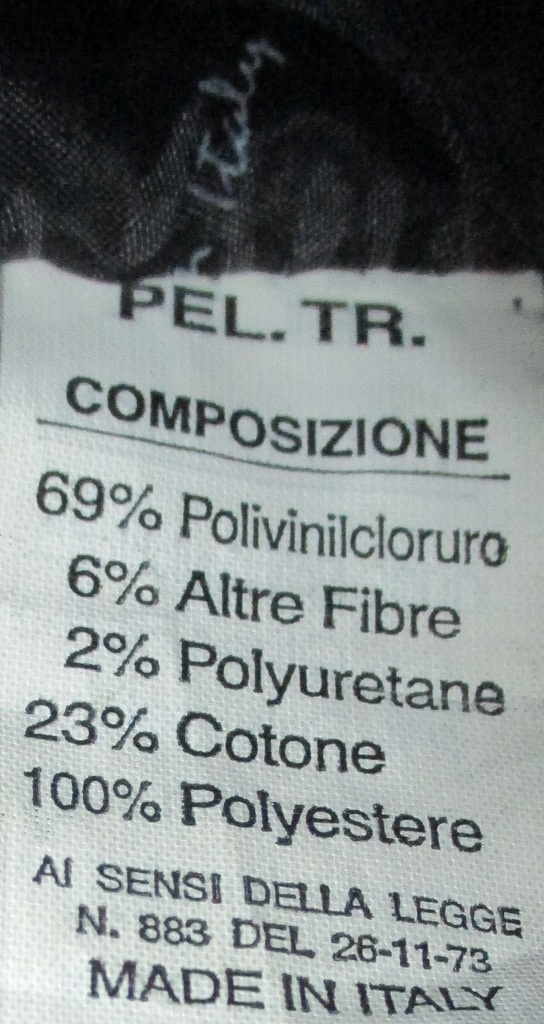 Italy
PEL. TR.
COMPOSIZIONE
69% Polivinilcloruro
6% Altre Fibre
2% Polyuretane
23% Cotone
100% Polyestere
AI SENSI DELLA LEGGE
N. 883 DEL 26-11-73
MADE IN ITALY